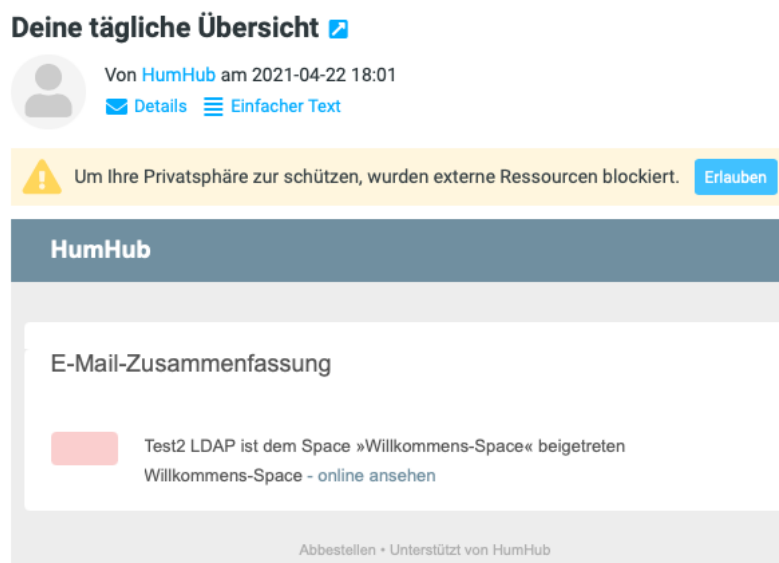 Deine tägliche Übersicht
Von HumHub am 2021-04-22 18:01
Details Einfacher Text
Um Ihre Privatsphäre zur schützen, wurden externe Ressourcen blockiert. Erlauben
HumHub
E-Mail-Zusammenfassung
Test2 LDAP ist dem Space »Willkommens-Space« beigetreten
Willkommens-Space - online ansehen
Abbestellen • Unterstützt von HumHub